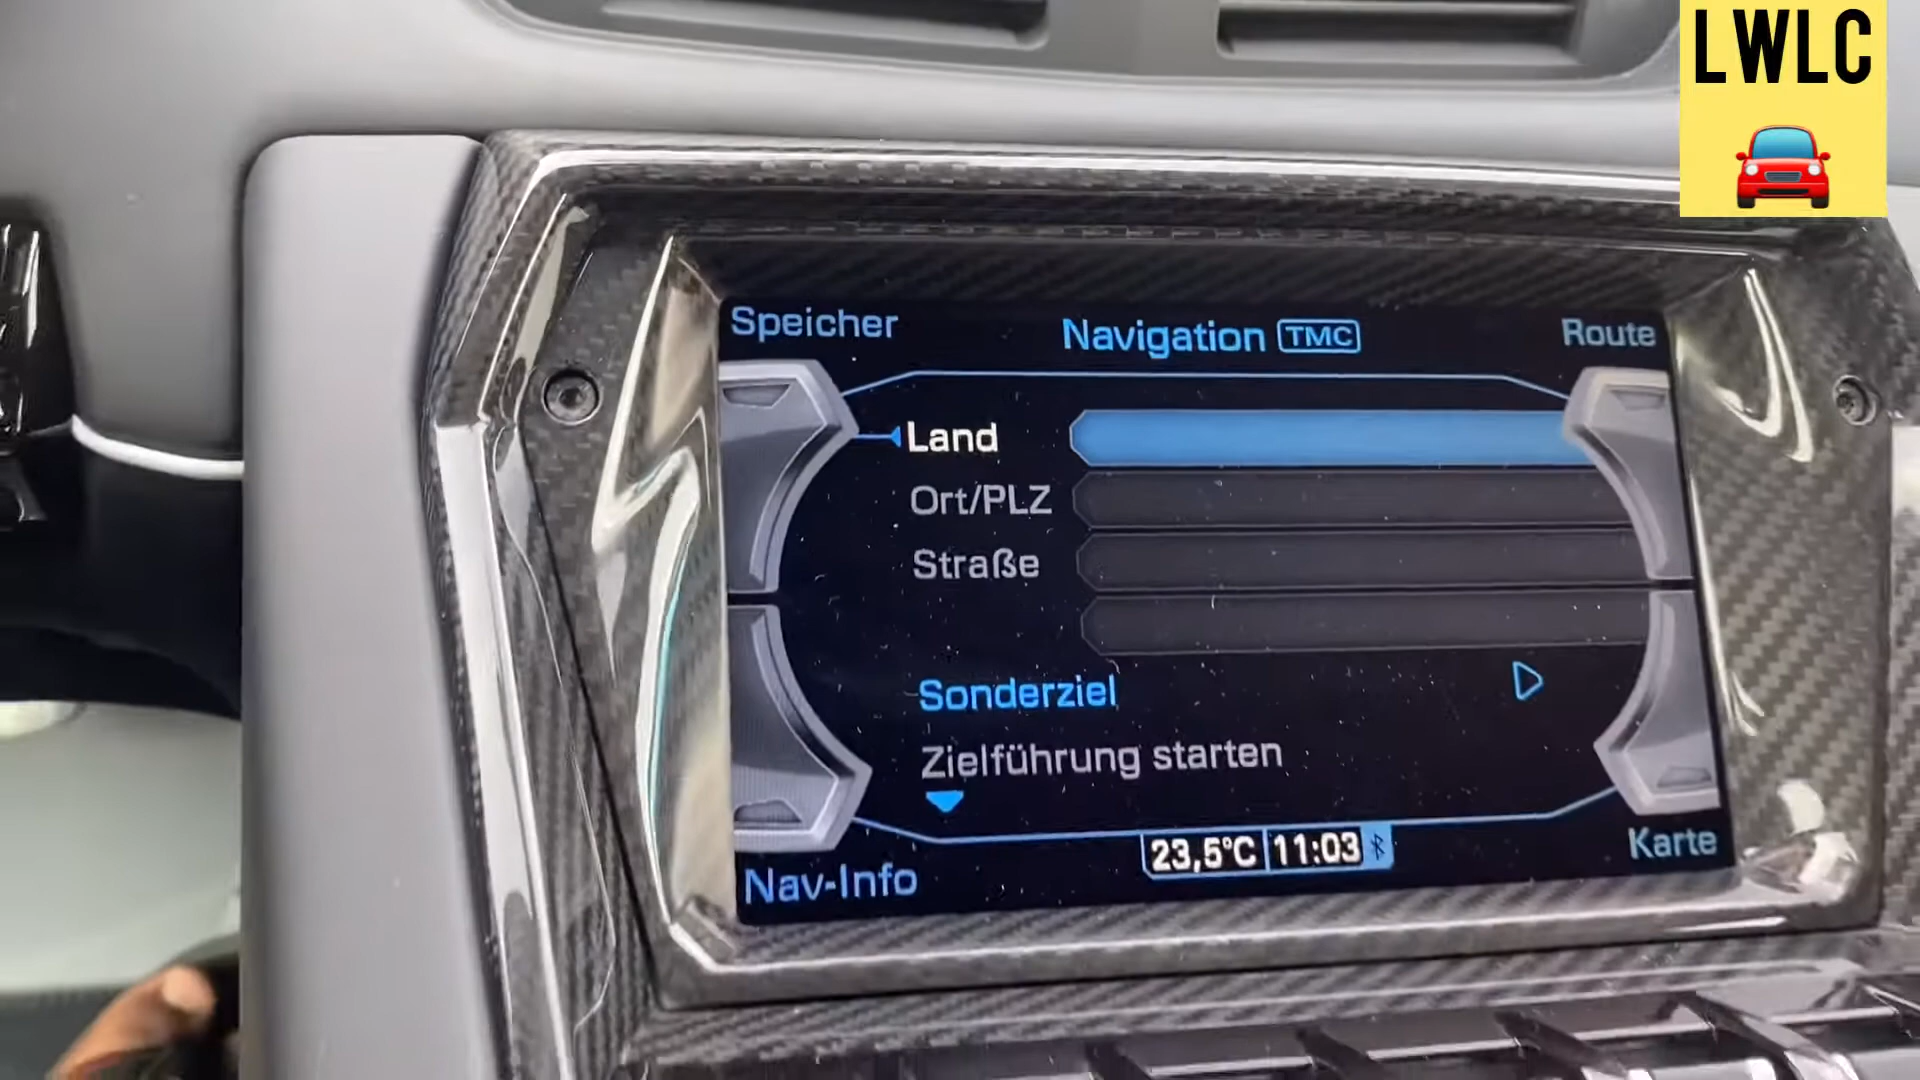 LWLC
Speicher
Navigation TMC
Route
Land
Ort/PLZ
Straße
Sonderziel
Zielführung starten
23,5°C 11:03
Nav-Info
Karte